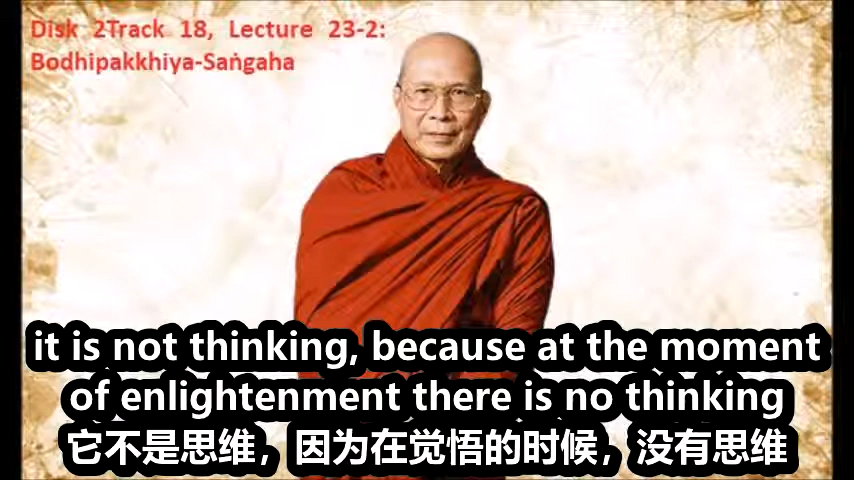 Disk 2Track 18, Lecture 23-2:
Bodhipakkhiya-Saṅgaha
it is not thinking, because at the moment
of enlightenment there is no thinking
它不是思维，因为在觉悟的时候，没有思维